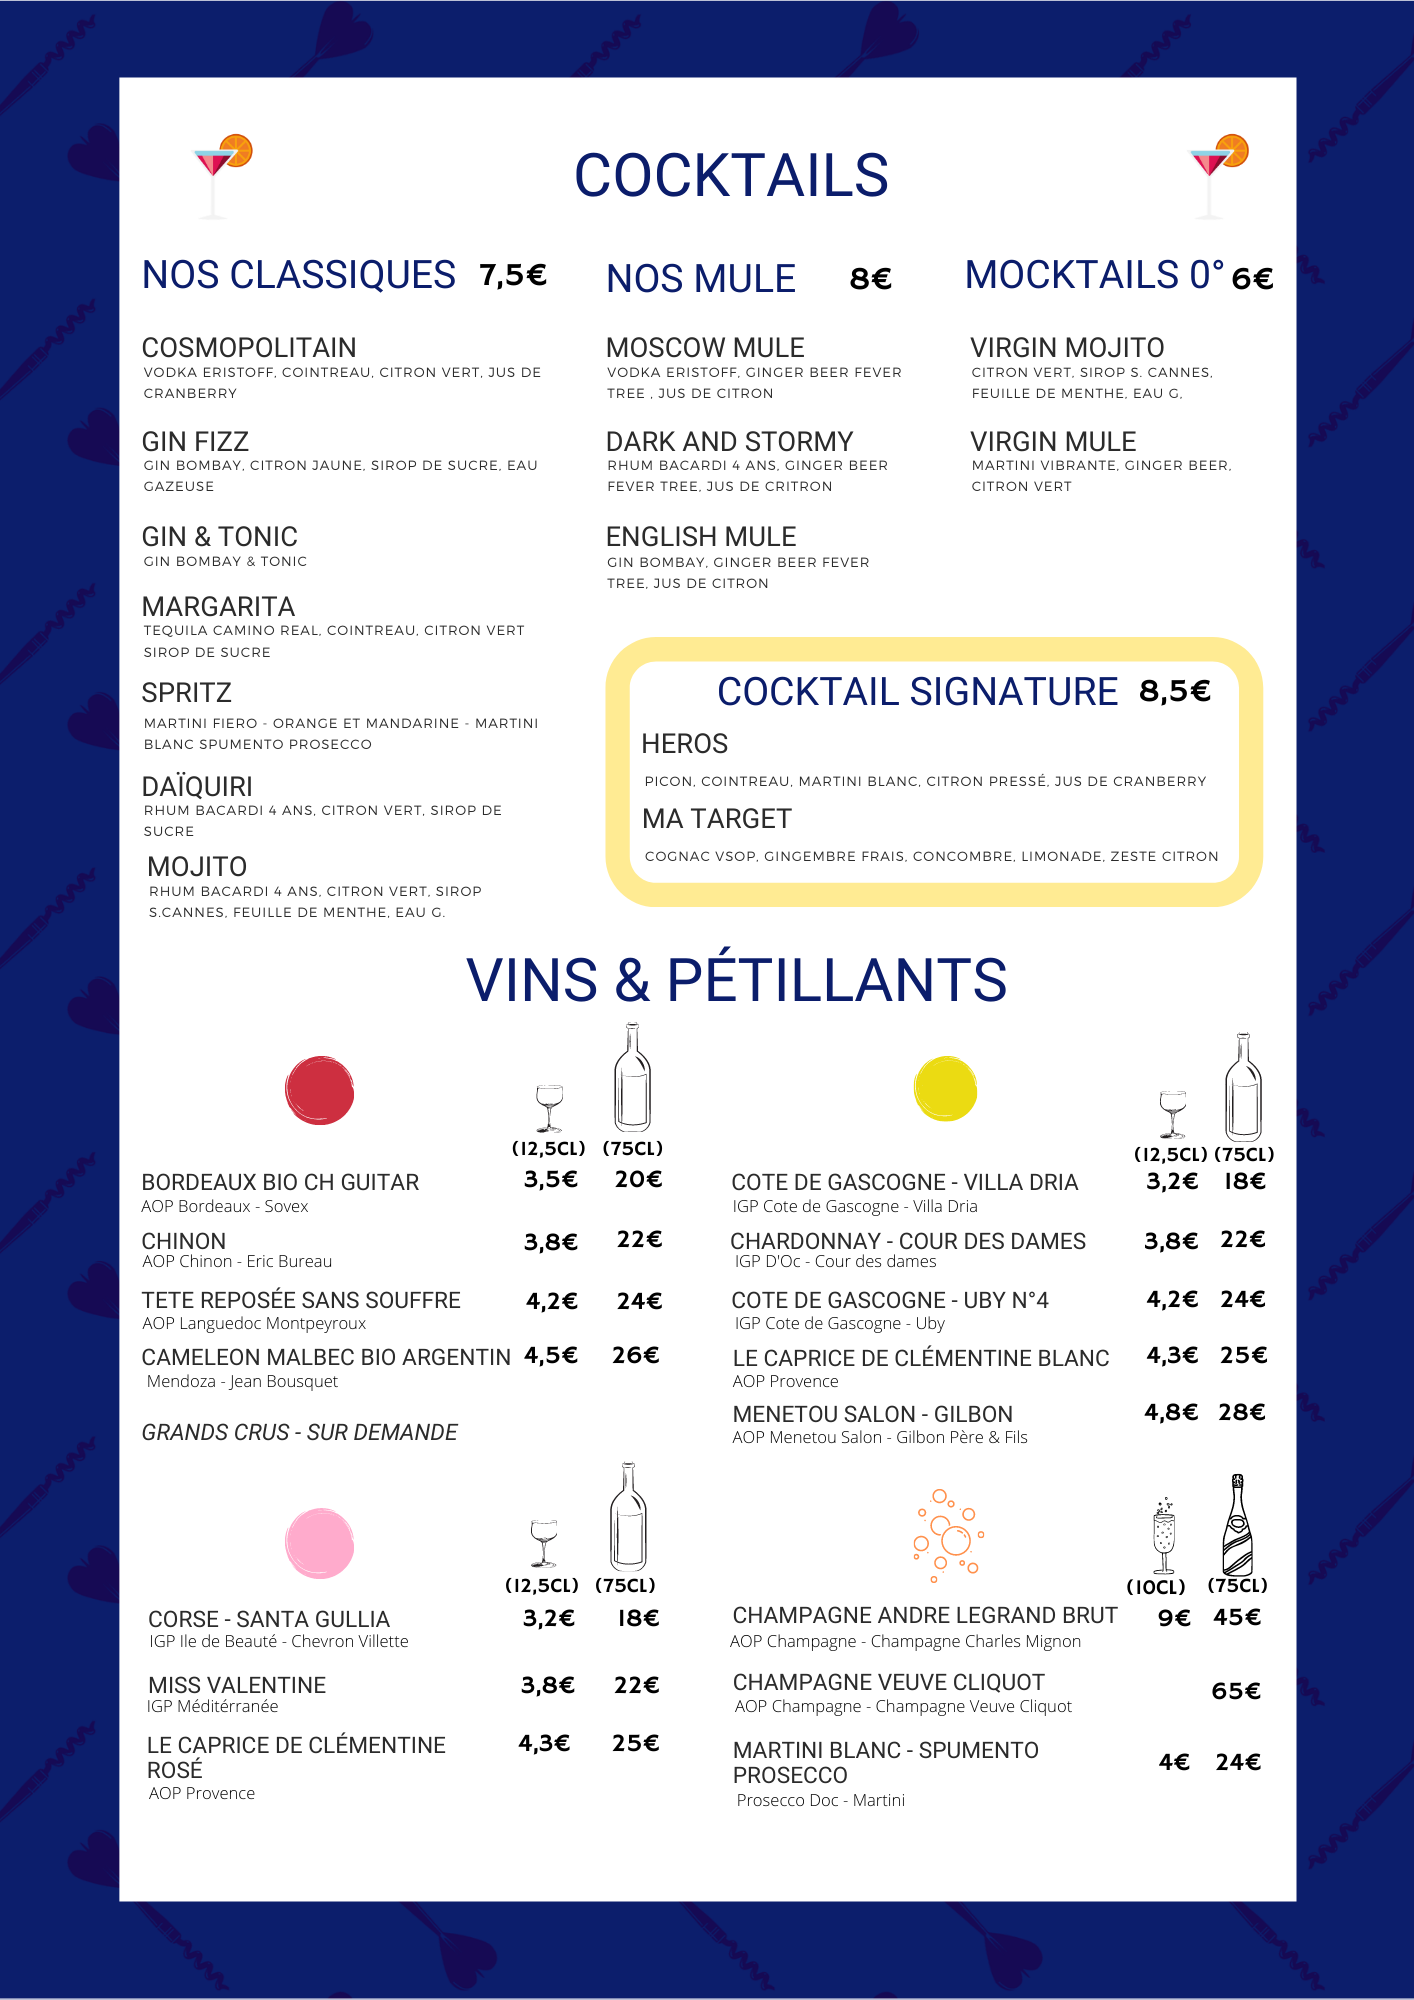 COCKTAILS
NOS CLASSIQUES 7,5€
COSMOPOLITAIN
VODKA ERISTOFF, COINTREAU, CITRON VERT, JUS DE
CRANBERRY
GIN FIZZ
GIN BOMBAY, CITRON JAUNE, SIROP DE SUCRE, EAU
GAZEUSE
GIN & TONIC
GIN BOMBAY & TONIC
MARGARITA
TEQUILA CAMINO REAL, COINTREAU, CITRON VERT
SIROP DE SUCRE
SPRITZ
MARTINI FIERO - ORANGE ET MANDARINE - MARTINI
BLANC SPUMENTO PROSECCO
DAÏQUIRI
RHUM BACARDI 4 ANS, CITRON VERT, SIROP DE
SUCRE
MOJITO
RHUM BACARDI 4 ANS, CITRON VERT, SIROP
S.CANNES, FEUILLE DE MENTHE, EAU G.
NOS MULE 8€
MOSCOW MULE
VODKA ERISTOFF, GINGER BEER FEVER
TREE , JUS DE CITRON
DARK AND STORMY
RHUM BACARDI 4 ANS, GINGER BEER
FEVER TREE, JUS DE CRITRON
ENGLISH MULE
GIN BOMBAY, GINGER BEER FEVER
TREE, JUS DE CITRON
MOCKTAILS 0° 6€
VIRGIN MOJITO
CITRON VERT, SIROP S. CANNES,
FEUILLE DE MENTHE, EAU G,
VIRGIN MULE
MARTINI VIBRANTE, GINGER BEER,
CITRON VERT
COCKTAIL SIGNATURE 8,5€
HEROS
PICON, COINTREAU, MARTINI BLANC, CITRON PRESSÉ, JUS DE CRANBERRY
MA TARGET
COGNAC VSOP, GINGEMBRE FRAIS, CONCOMBRE, LIMONADE, ZESTE CITRON
VINS & PÉTILLANTS
(12,5CL) (75CL)
BORDEAUX BIO CH GUITAR 3,5€ 20€
AOP Bordeaux - Sovex
CHINON 3,8€ 22€
AOP Chinon - Eric Bureau
TETE REPOSÉE SANS SOUFFRE 4,2€ 24€
AOP Languedoc Montpeyroux
CAMELEON MALBEC BIO ARGENTIN 4,5€ 26€
Mendoza - Jean Bousquet
GRANDS CRUS - SUR DEMANDE
(12,5CL) (75CL)
COTE DE GASCOGNE - VILLA DRIA 3,2€ 18€
IGP Cote de Gascogne - Villa Dria
CHARDONNAY - COUR DES DAMES 3,8€ 22€
IGP D'Oc - Cour des dames
COTE DE GASCOGNE - UBY N°4 4,2€ 24€
IGP Cote de Gascogne - Uby
LE CAPRICE DE CLÉMENTINE BLANC 4,3€ 25€
AOP Provence
MENETOU SALON - GILBON 4,8€ 28€
AOP Menetou Salon - Gilbon Père & Fils
(12,5CL) (75CL)
CORSE - SANTA GULLIA 3,2€ 18€
IGP Ile de Beauté - Chevron Villette
MISS VALENTINE 3,8€ 22€
IGP Méditérranée
LE CAPRICE DE CLÉMENTINE 4,3€ 25€
ROSÉ
AOP Provence
(10CL) (75CL)
CHAMPAGNE ANDRE LEGRAND BRUT 9€ 45€
AOP Champagne - Champagne Charles Mignon
CHAMPAGNE VEUVE CLIQUOT 65€
AOP Champagne - Champagne Veuve Cliquot
MARTINI BLANC - SPUMENTO 4€ 24€
PROSECCO
Prosecco Doc - Martini